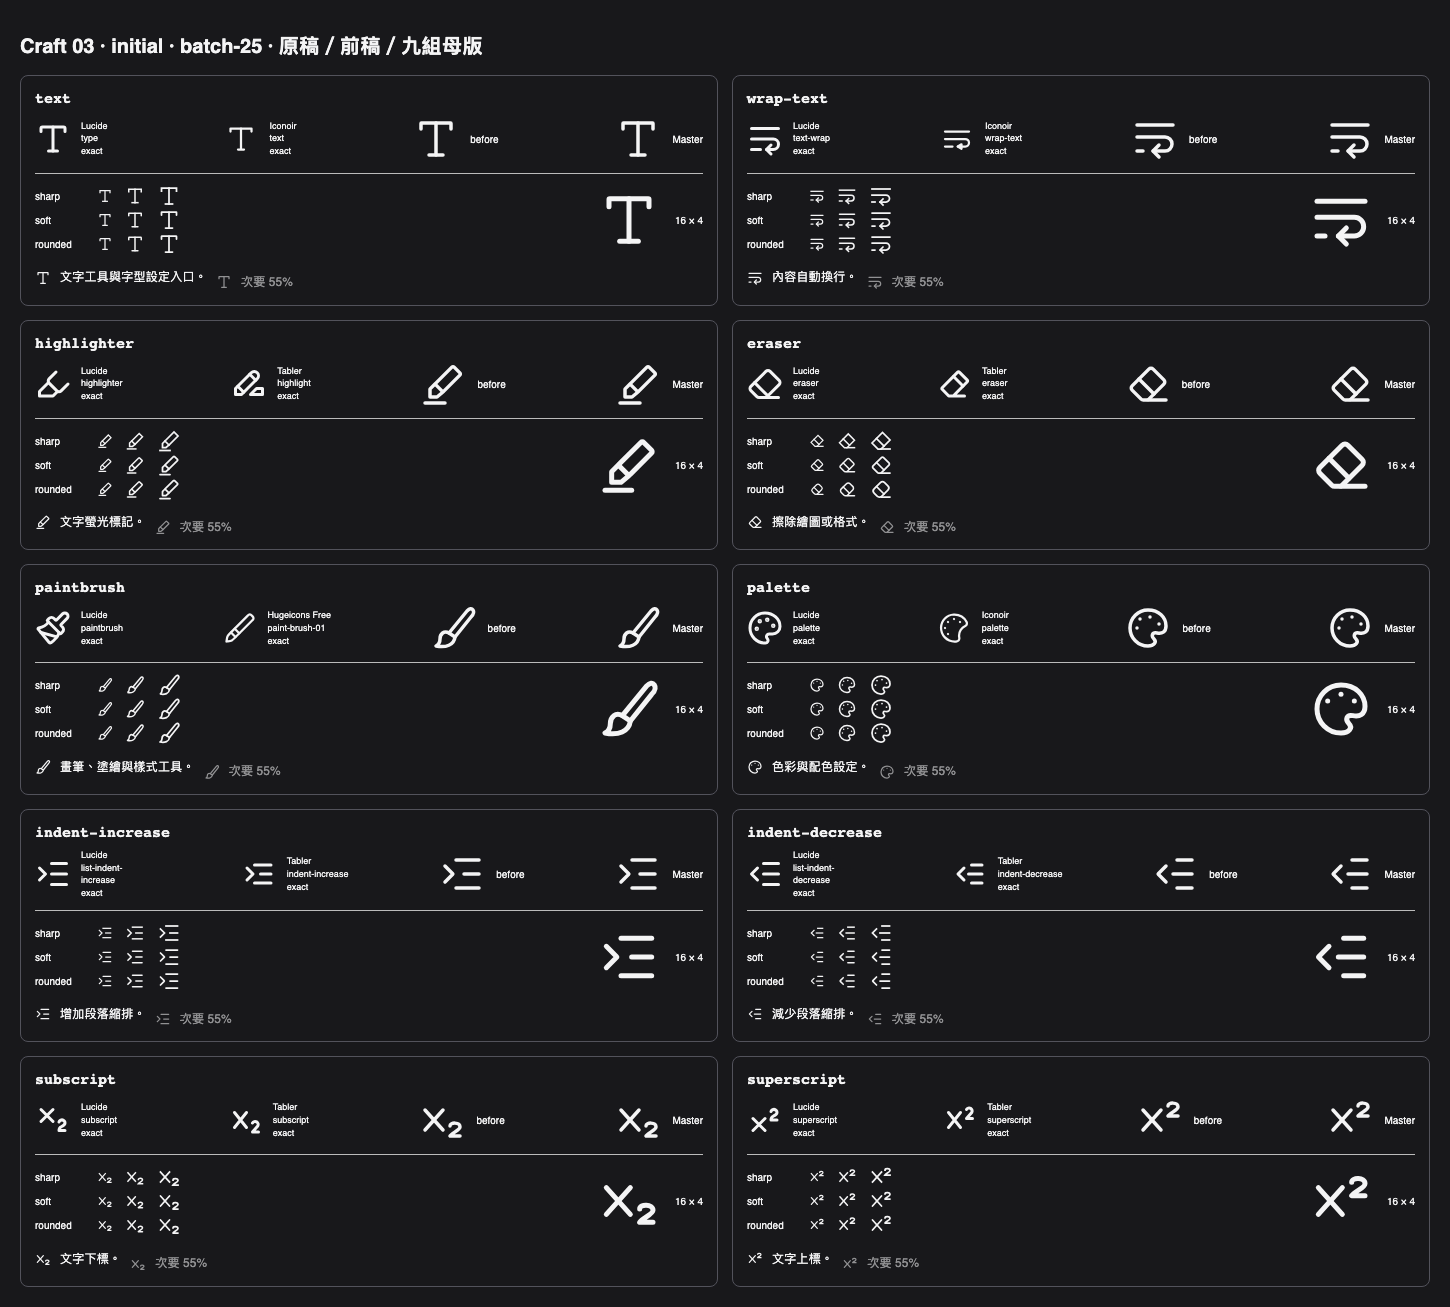 Craft 03 · initial · batch-25 · 原稿 / 前稿 / 九組母版
text
Lucide
type
exact
Iconoir
text
exact
before
Master
sharp
soft
rounded
16 × 4
文字工具與字型設定入口。
次要 55%
wrap-text
Lucide
text-wrap
exact
Iconoir
wrap-text
exact
before
Master
sharp
soft
rounded
16 × 4
內容自動換行。
次要 55%
highlighter
Lucide
highlighter
exact
Tabler
highlight
exact
before
Master
sharp
soft
rounded
16 × 4
文字螢光標記。
次要 55%
eraser
Lucide
eraser
exact
Tabler
eraser
exact
before
Master
sharp
soft
rounded
16 × 4
擦除繪圖或格式。
次要 55%
paintbrush
Lucide
paintbrush
exact
Hugeicons Free
paint-brush-01
exact
before
Master
sharp
soft
rounded
16 × 4
畫筆、塗繪與樣式工具。
次要 55%
palette
Lucide
palette
exact
Iconoir
palette
exact
before
Master
sharp
soft
rounded
16 × 4
色彩與配色設定。
次要 55%
indent-increase
Lucide
list-indent-
increase
exact
Tabler
indent-increase
exact
before
Master
sharp
soft
rounded
16 × 4
增加段落縮排。
次要 55%
indent-decrease
Lucide
list-indent-
decrease
exact
Tabler
indent-decrease
exact
before
Master
sharp
soft
rounded
16 × 4
減少段落縮排。
次要 55%
subscript
Lucide
subscript
exact
Tabler
subscript
exact
before
Master
sharp
soft
rounded
16 × 4
文字下標。
次要 55%
superscript
Lucide
superscript
exact
Tabler
superscript
exact
before
Master
sharp
soft
rounded
16 × 4
文字上標。
次要 55%